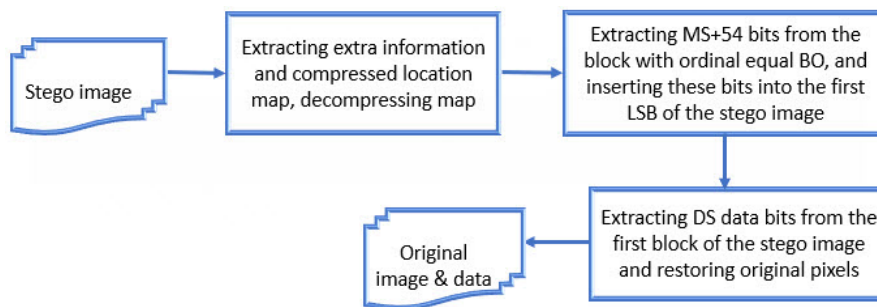 Stego image
Extracting extra information
and compressed location
map, decompressing map
Extracting MS+54 bits from the
block with ordinal equal BO, and
inserting these bits into the first
LSB of the stego image
Extracting DS data bits from the
first block of the stego image
and restoring original pixels
Original
image & data